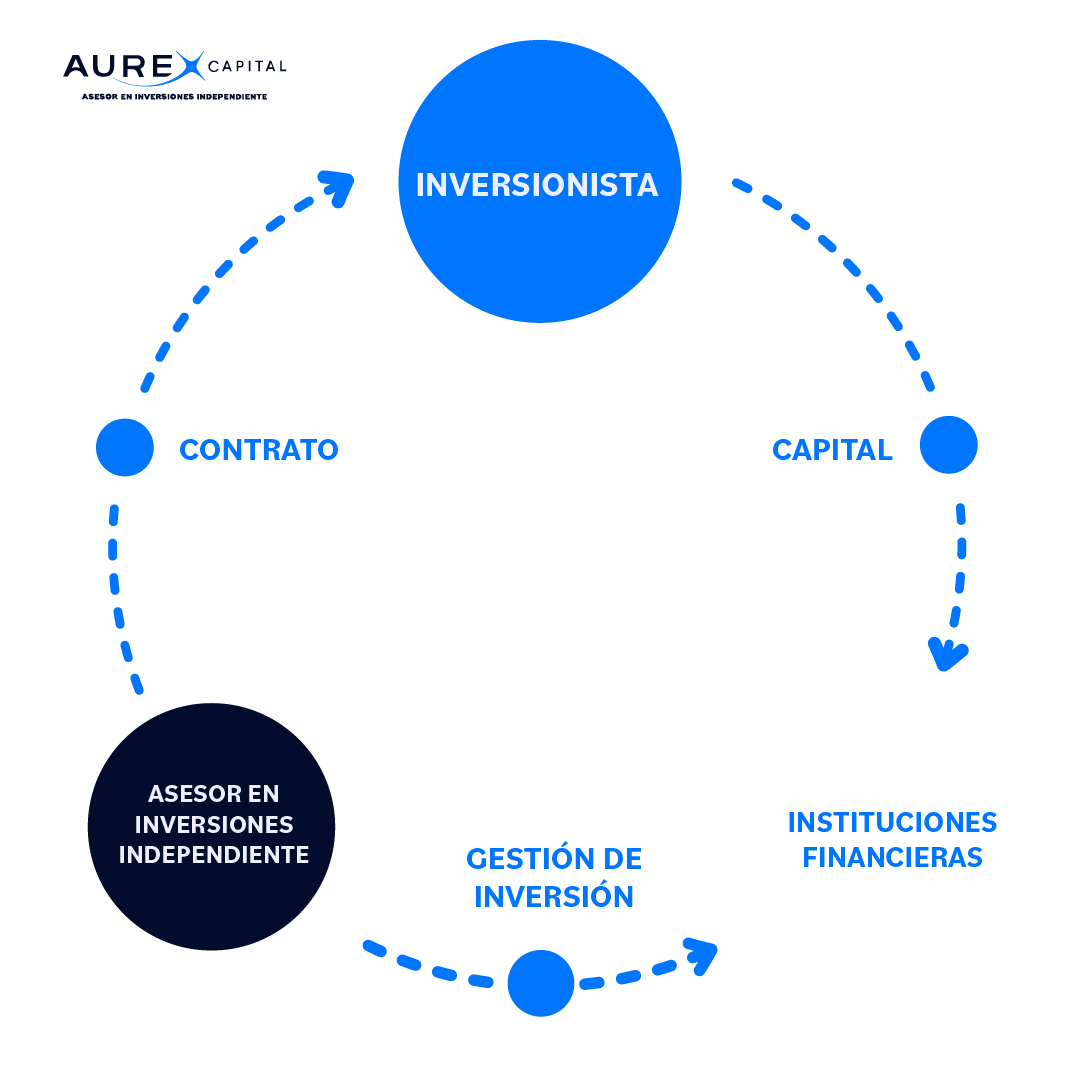 AUREX CAPITAL
ASESOR EN INVERSIONES INDEPENDIENTE
INVERSIONISTA
CONTRATO
CAPITAL
ASESOR EN
INVERSIONES
INDEPENDIENTE
GESTIÓN DE
INVERSIÓN
INSTITUCIONES
FINANCIERAS